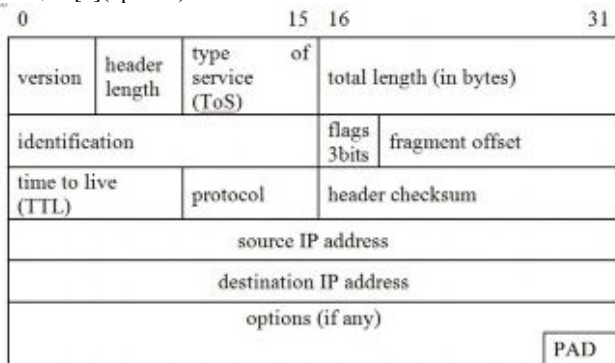 0 15 16 31
version header length type of service (ToS) total length (in bytes)
identification flags 3bits fragment offset
time to live (TTL) protocol header checksum
source IP address
destination IP address
options (if any)
PAD